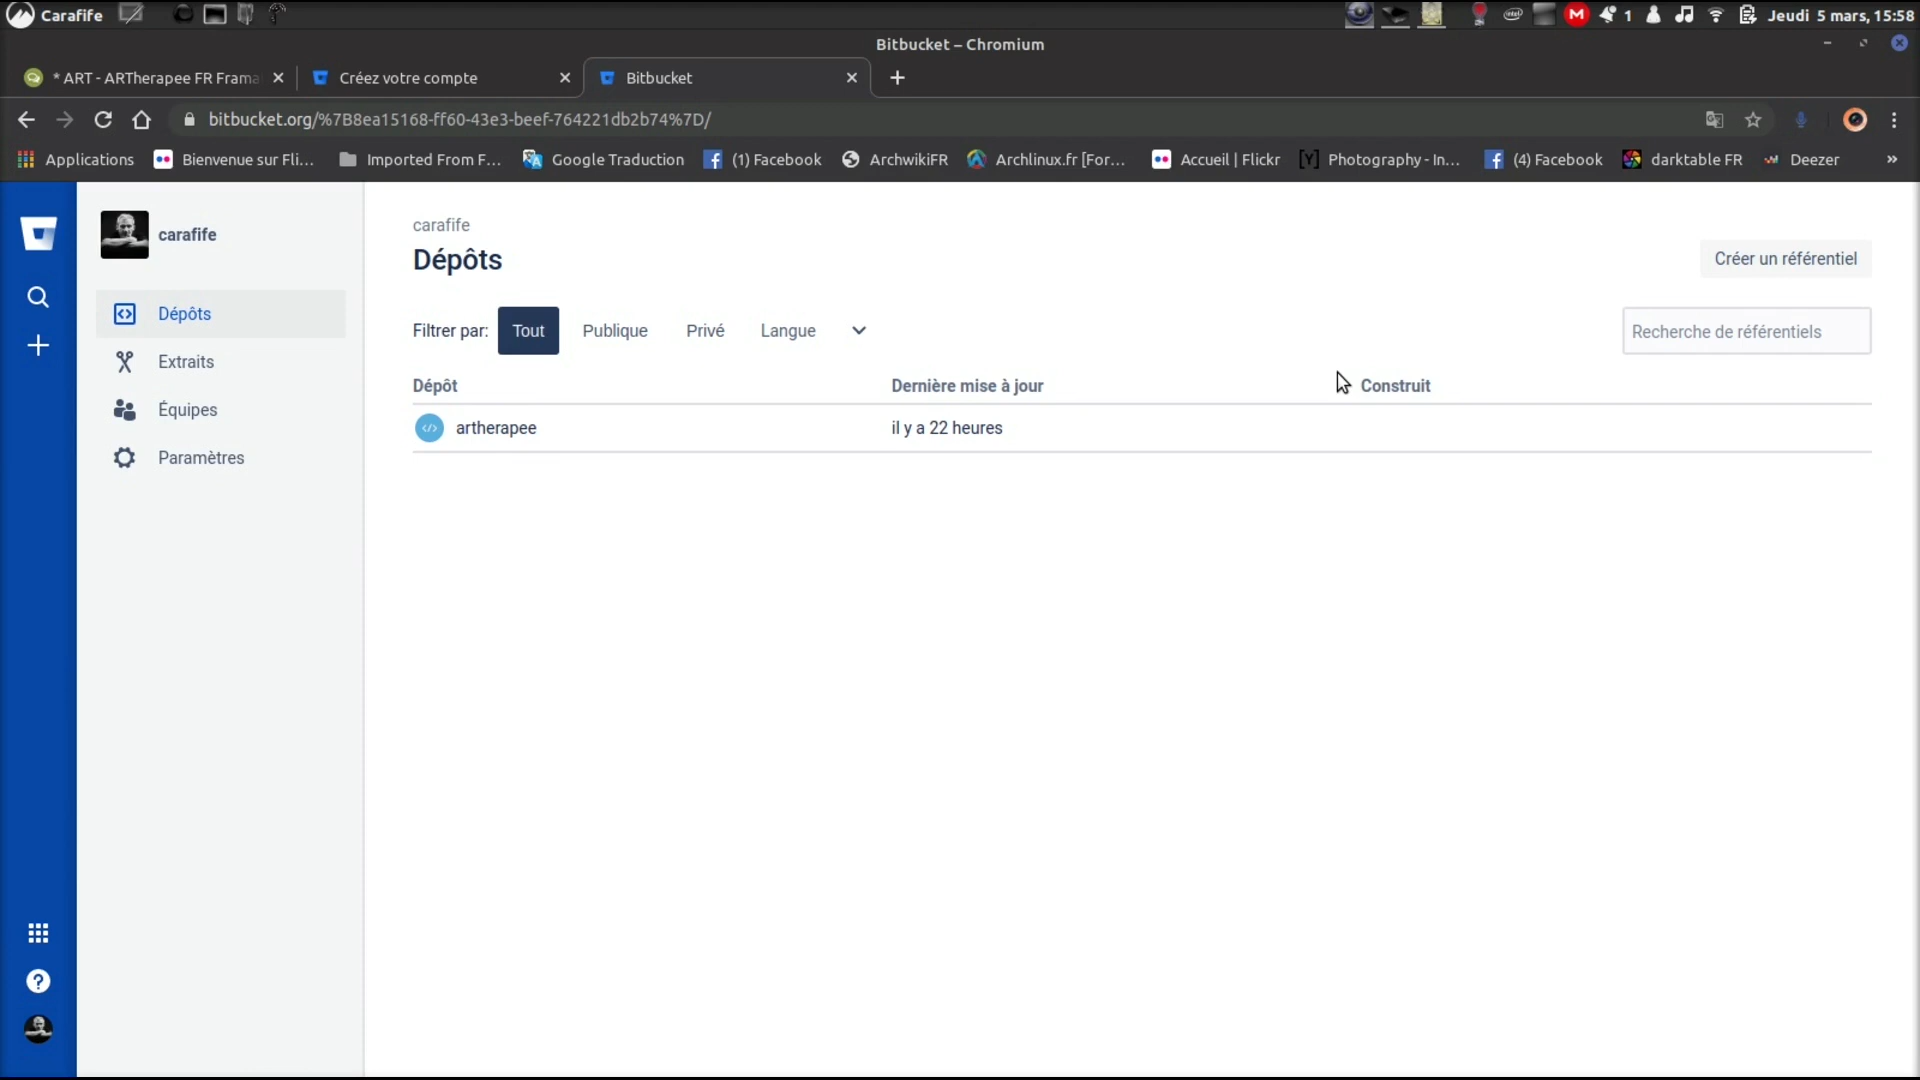 Carafife
1
Jeudi 5 mars, 15:58
Bitbucket – Chromium
* ART - ARTherapee FR Frama
Créez votre compte
Bitbucket
bitbucket.org/%7B8ea15168-ff60-43e3-beef-764221db2b74%7D/
Applications
Bienvenue sur Fli...
Imported From F...
Google Traduction
(1) Facebook
ArchwikiFR
Archlinux.fr [For...
Accueil | Flickr
Photography - In...
(4) Facebook
darktable FR
Deezer
»
carafife
Dépôts
Extraits
Équipes
Paramètres
carafife
Dépôts
Créer un référentiel
Filtrer par: Tout Publique Privé Langue
Recherche de référentiels
Dépôt Dernière mise à jour Construit
artherapee il y a 22 heures